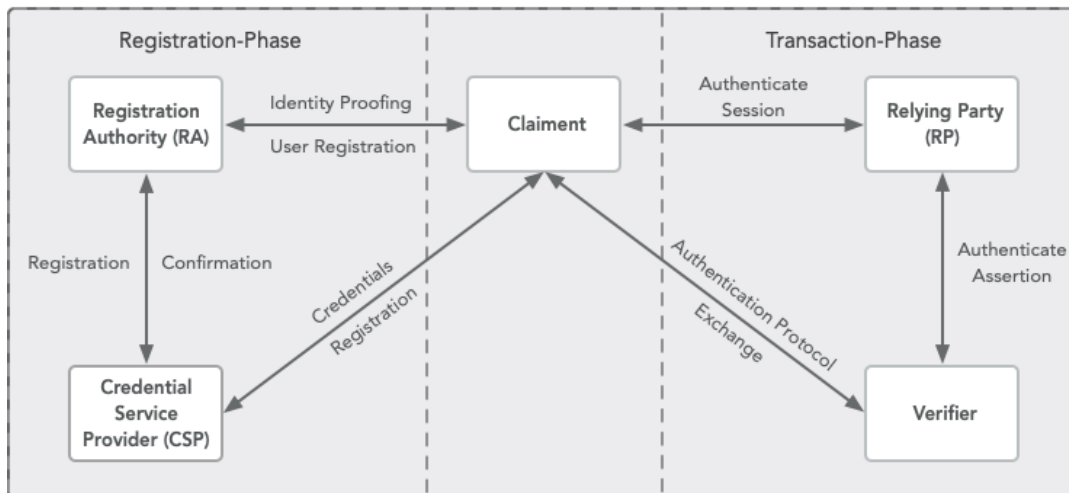 Registration-Phase
Transaction-Phase
Registration
Authority (RA)
Identity Proofing
User Registration
Claiment
Authenticate
Session
Relying Party
(RP)
Registration
Confirmation
Credentials
Registration
Authentication Protocol
Exchange
Authenticate
Assertion
Credential
Service
Provider (CSP)
Verifier